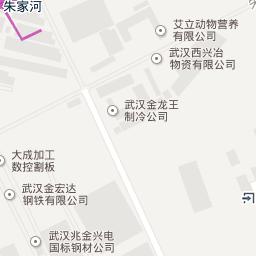 朱家河
艾立动物营养
有限公司
武汉西兴冶
物资有限公司
武汉金龙王
制冷公司
大成加工
数控割板
武汉金宏达
钢铁有限公司
武汉兆金兴电
国标钢材公司